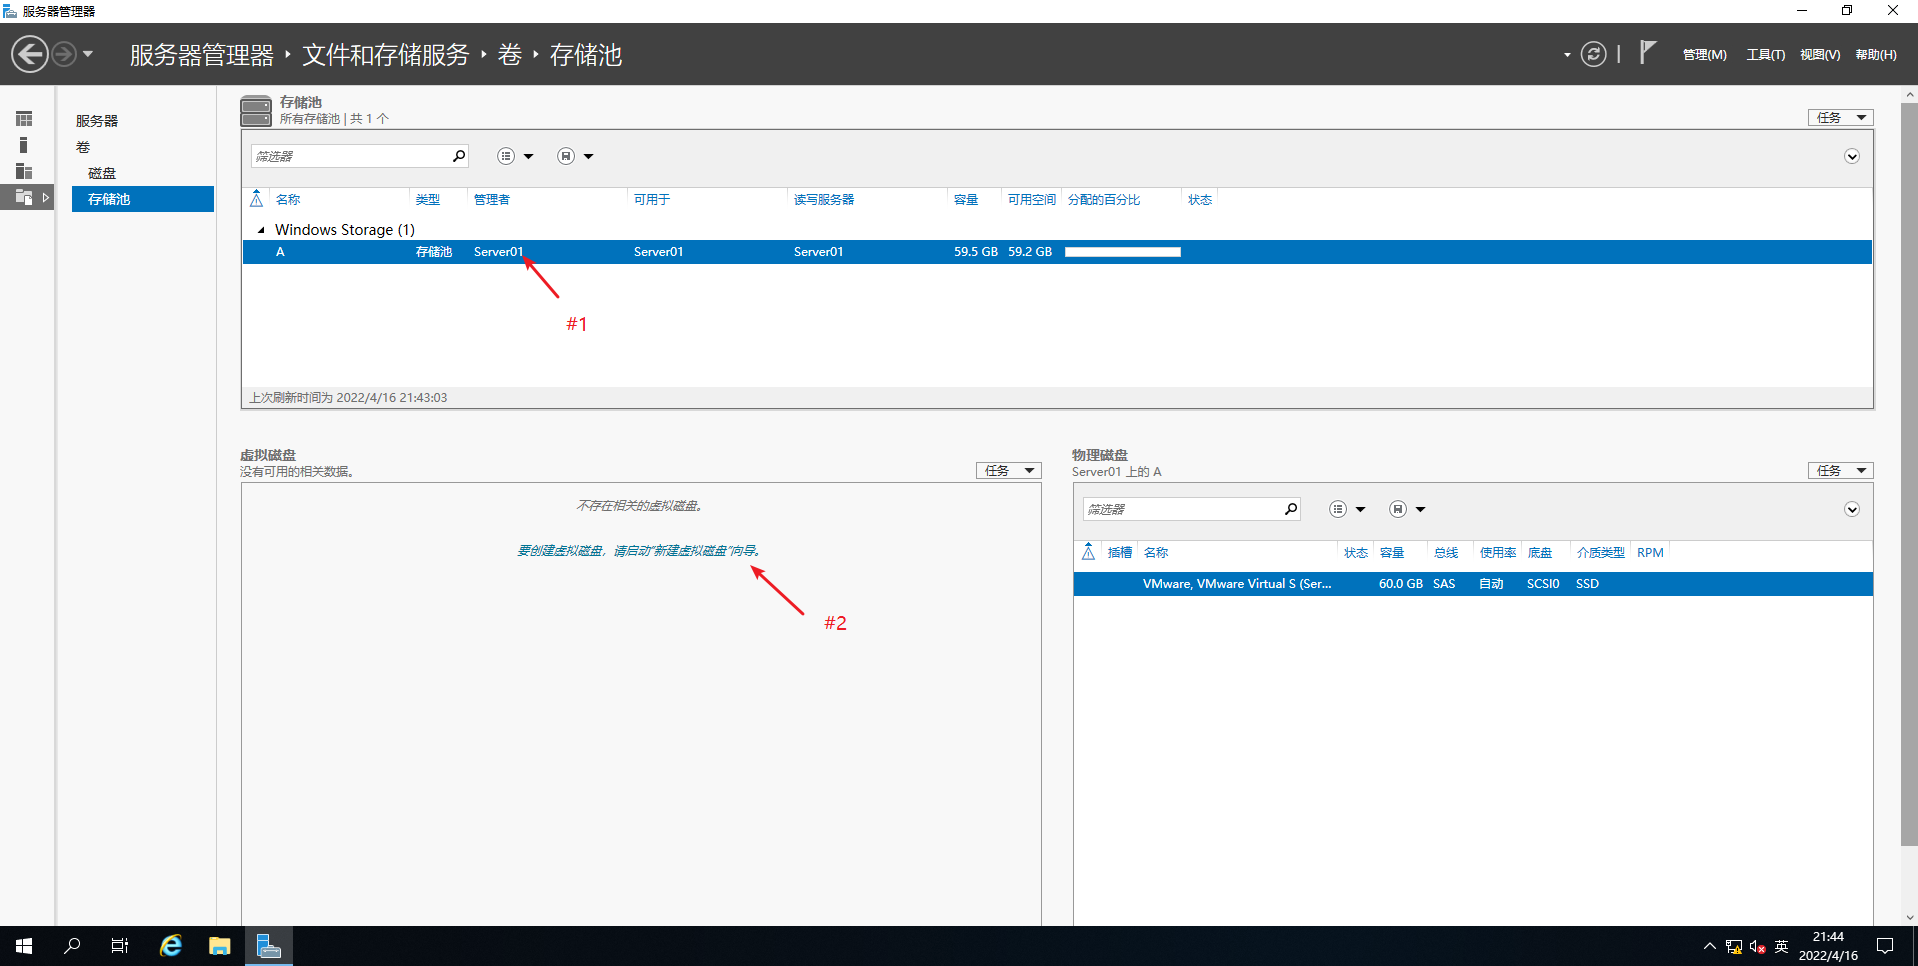 服务器管理器
服务器管理器 ‣ 文件和存储服务 ‣ 卷 ‣ 存储池
管理(M) 工具(T) 视图(V) 帮助(H)
服务器
卷
磁盘
存储池
存储池
所有存储池 | 共 1 个
任务
筛选器
名称 类型 管理者 可用于 读写服务器 容量 可用空间 分配的百分比 状态
Windows Storage (1)
A 存储池 Server01 Server01 Server01 59.5 GB 59.2 GB
#1
上次刷新时间为 2022/4/16 21:43:03
虚拟磁盘
没有可用的相关数据。
任务
不存在相关的虚拟磁盘。
要创建虚拟磁盘，请启动"新建虚拟磁盘"向导。
#2
物理磁盘
Server01 上的 A
任务
筛选器
插槽 名称 状态 容量 总线 使用率 底盘 介质类型 RPM
VMware, VMware Virtual S (Ser... 60.0 GB SAS 自动 SCSI0 SSD
英
21:44
2022/4/16